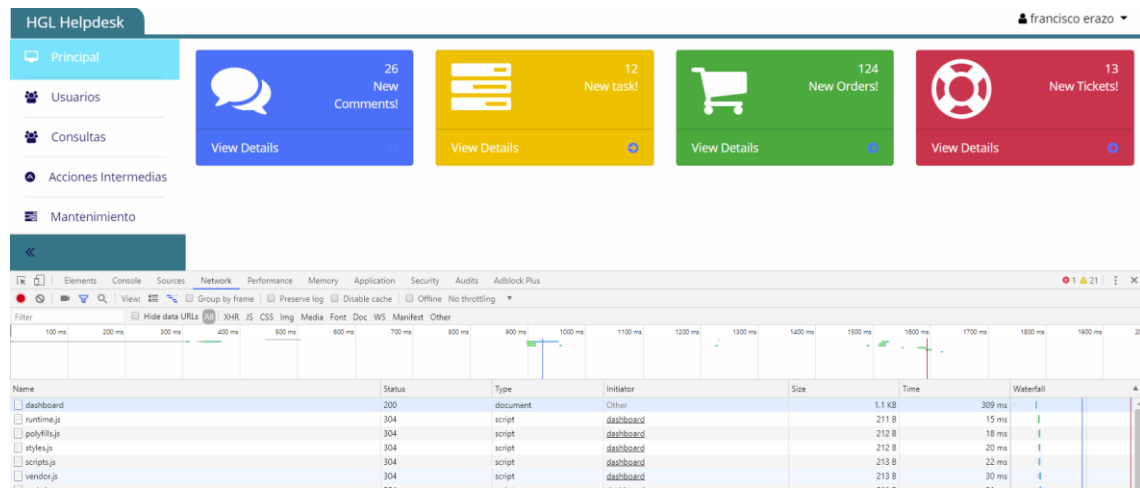 HGL Helpdesk
francisco erazo
Principal
Usuarios
Consultas
Acciones Intermedias
Mantenimiento
«
26
New
Comments!
View Details
12
New task!
View Details
124
New Orders!
View Details
13
New Tickets!
View Details
Elements Console Sources Network Performance Memory Application Security Audits Adblock Plus 1 21
View: Group by frame Preserve log Disable cache Offline No throttling
Filter Hide data URLs All XHR JS CSS Img Media Font Doc WS Manifest Other
100 ms 200 ms 300 ms 400 ms 500 ms 600 ms 700 ms 800 ms 900 ms 1000 ms 1100 ms 1200 ms 1300 ms 1400 ms 1500 ms 1600 ms 1700 ms 1800 ms 1900 ms
Name Status Type Initiator Size Time Waterfall
dashboard 200 document Other 1.1 KB 309 ms
runtime.js 304 script dashboard 211 B 15 ms
polyfills.js 304 script dashboard 212 B 18 ms
styles.js 304 script dashboard 212 B 20 ms
scripts.js 304 script dashboard 213 B 22 ms
vendor.js 304 script dashboard 213 B 30 ms